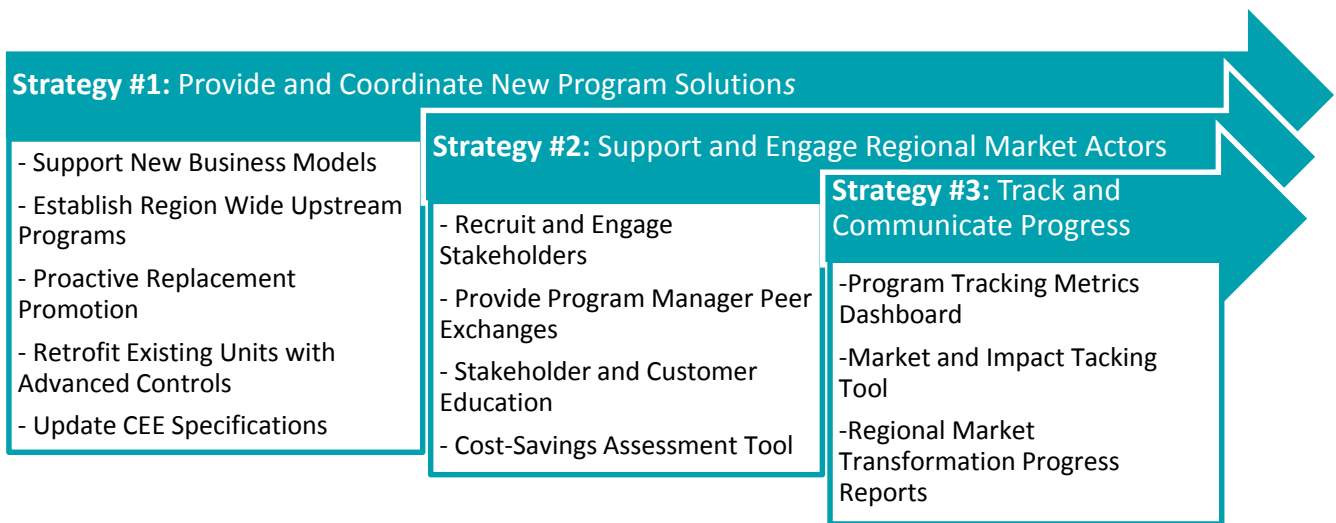 Strategy #1: Provide and Coordinate New Program Solutions
- Support New Business Models
- Establish Region Wide Upstream
Programs
- Proactive Replacement
Promotion
- Retrofit Existing Units with
Advanced Controls
- Update CEE Specifications
Strategy #2: Support and Engage Regional Market Actors
- Recruit and Engage
Stakeholders
- Provide Program Manager Peer
Exchanges
- Stakeholder and Customer
Education
- Cost-Savings Assessment Tool
Strategy #3: Track and
Communicate Progress
-Program Tracking Metrics
Dashboard
-Market and Impact Tacking
Tool
-Regional Market
Transformation Progress
Reports